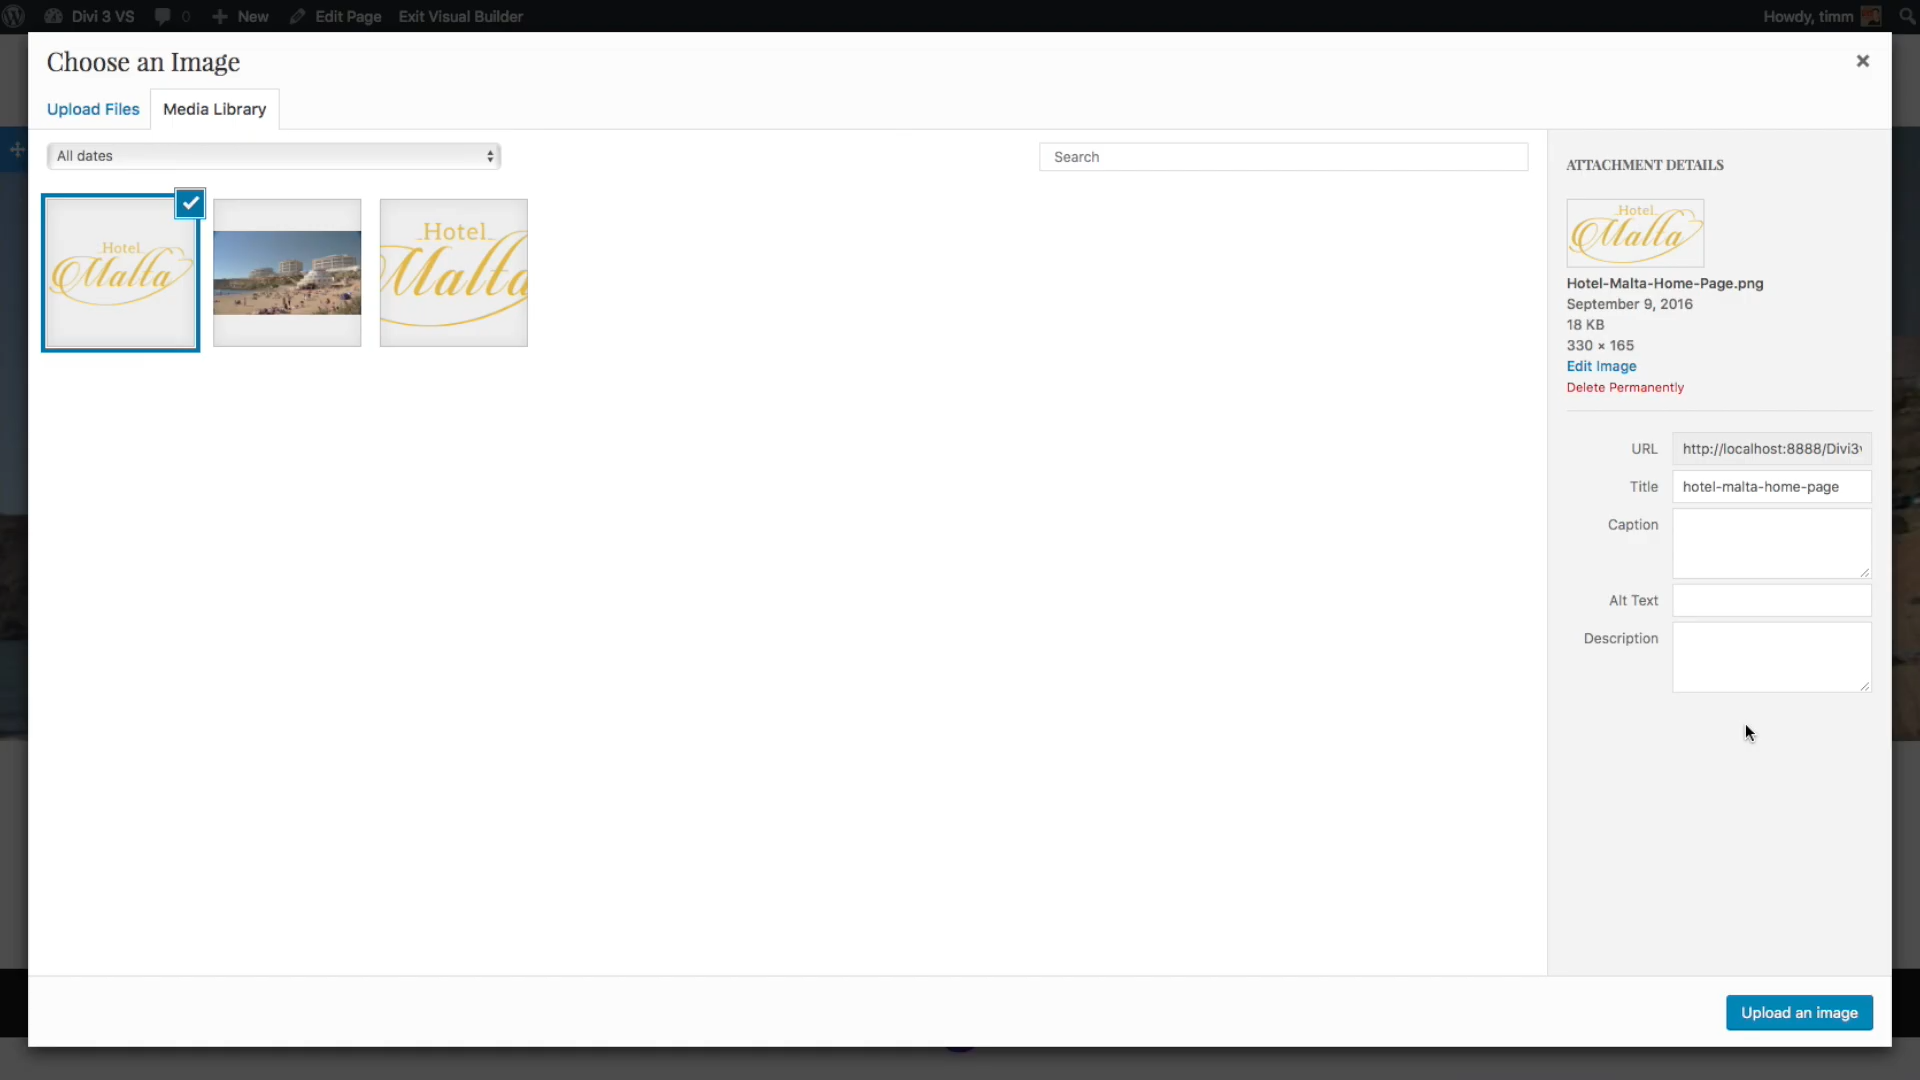 Divi 3 VS 0 New Edit Page Exit Visual Builder Howdy, timm
Choose an Image
Upload Files Media Library
All dates
Search
Hotel
Malta
Hotel
Malta
ATTACHMENT DETAILS
Hotel
Malta
Hotel-Malta-Home-Page.png
September 9, 2016
18 KB
330 × 165
Edit Image
Delete Permanently
URL http://localhost:8888/Divi3
Title hotel-malta-home-page
Caption
Alt Text
Description
Upload an image